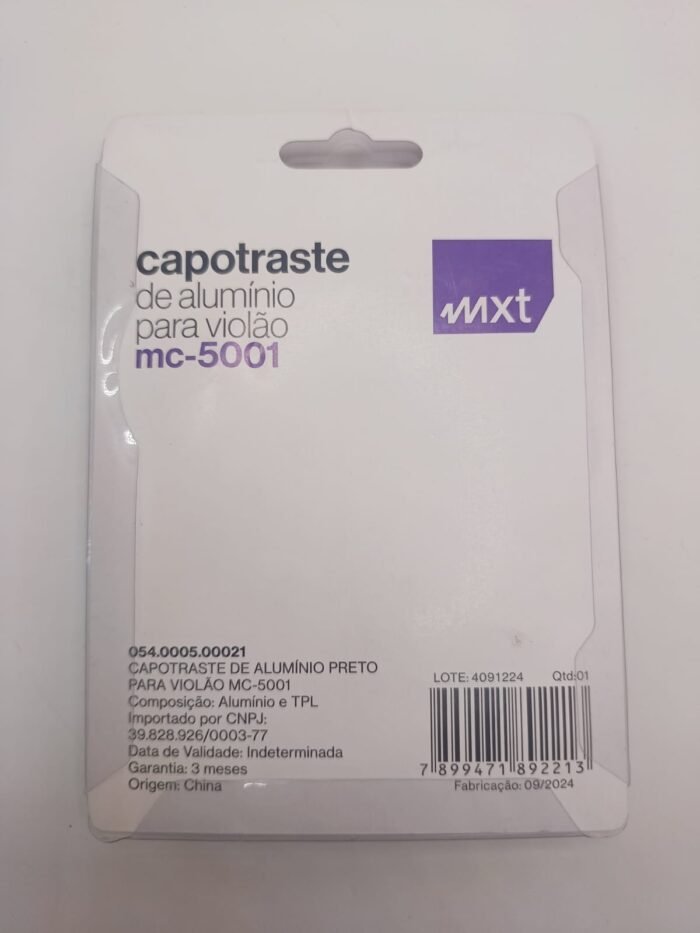 capotraste
de alumínio
para violão
mc-5001
mxt
054.0005.00021
CAPOTRASTE DE ALUMÍNIO PRETO
PARA VIOLÃO MC-5001
Composição: Alumínio e TPL
Importado por CNPJ:
39.828.926/0003-77
Data de Validade: Indeterminada
Garantia: 3 meses
Origem: China
LOTE: 4091224 Qtd:01
7 899471 892213
Fabricação: 09/2024